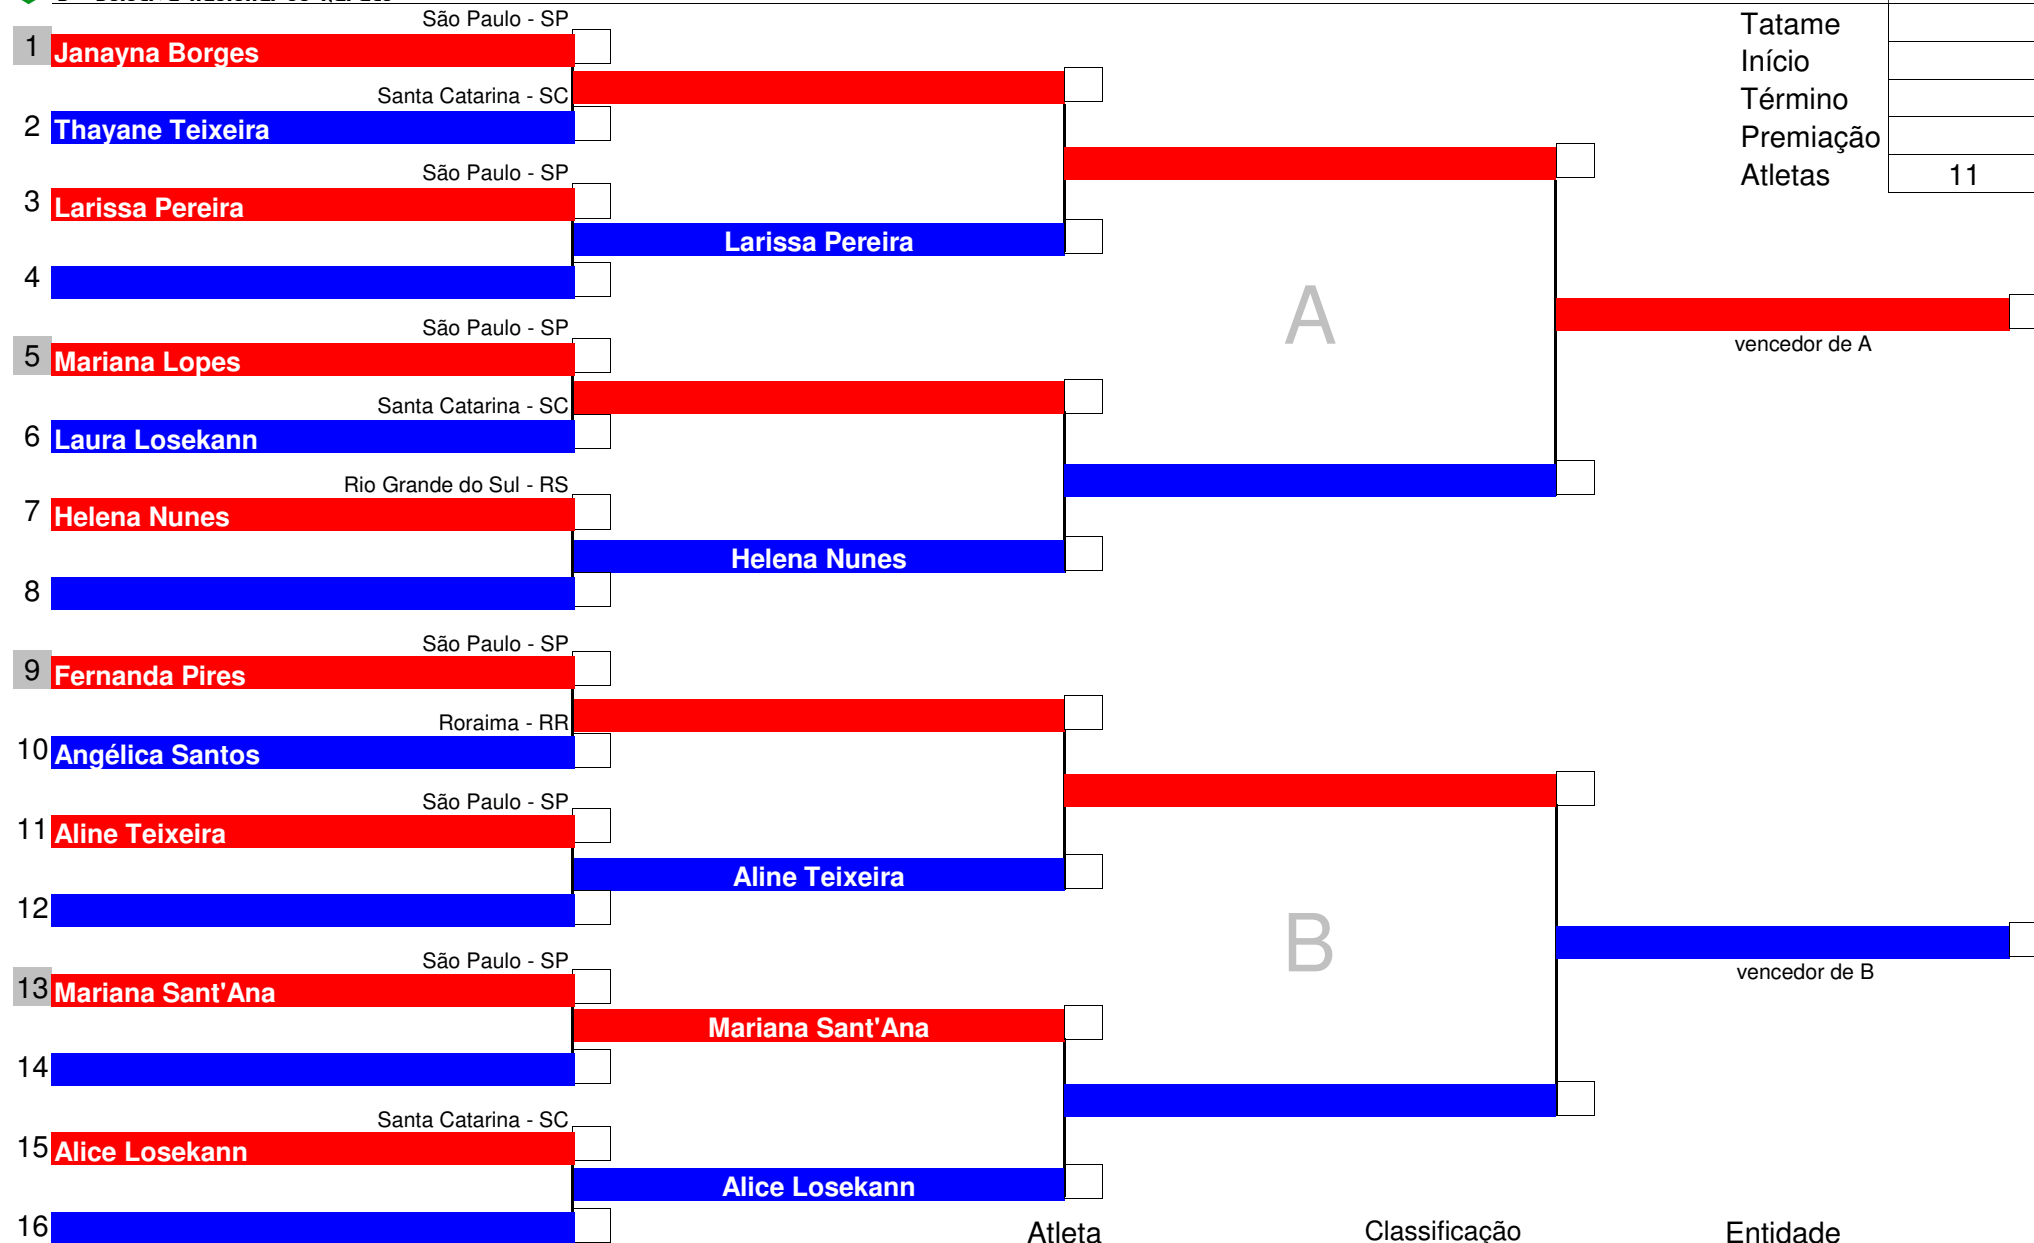 São Paulo - SP
1 Janayna Borges
Santa Catarina - SC
2 Thayane Teixeira
São Paulo - SP
3 Larissa Pereira
Larissa Pereira
4
São Paulo - SP
5 Mariana Lopes
Santa Catarina - SC
6 Laura Losekann
Rio Grande do Sul - RS
7 Helena Nunes
Helena Nunes
8
São Paulo - SP
9 Fernanda Pires
Roraima - RR
10 Angélica Santos
São Paulo - SP
11 Aline Teixeira
Aline Teixeira
12
São Paulo - SP
13 Mariana Sant'Ana
Mariana Sant'Ana
14
Santa Catarina - SC
15 Alice Losekann
Alice Losekann
16
A
vencedor de A
B
vencedor de B
Tatame
Início
Término
Premiação
Atletas 11
Atleta Classificação Entidade